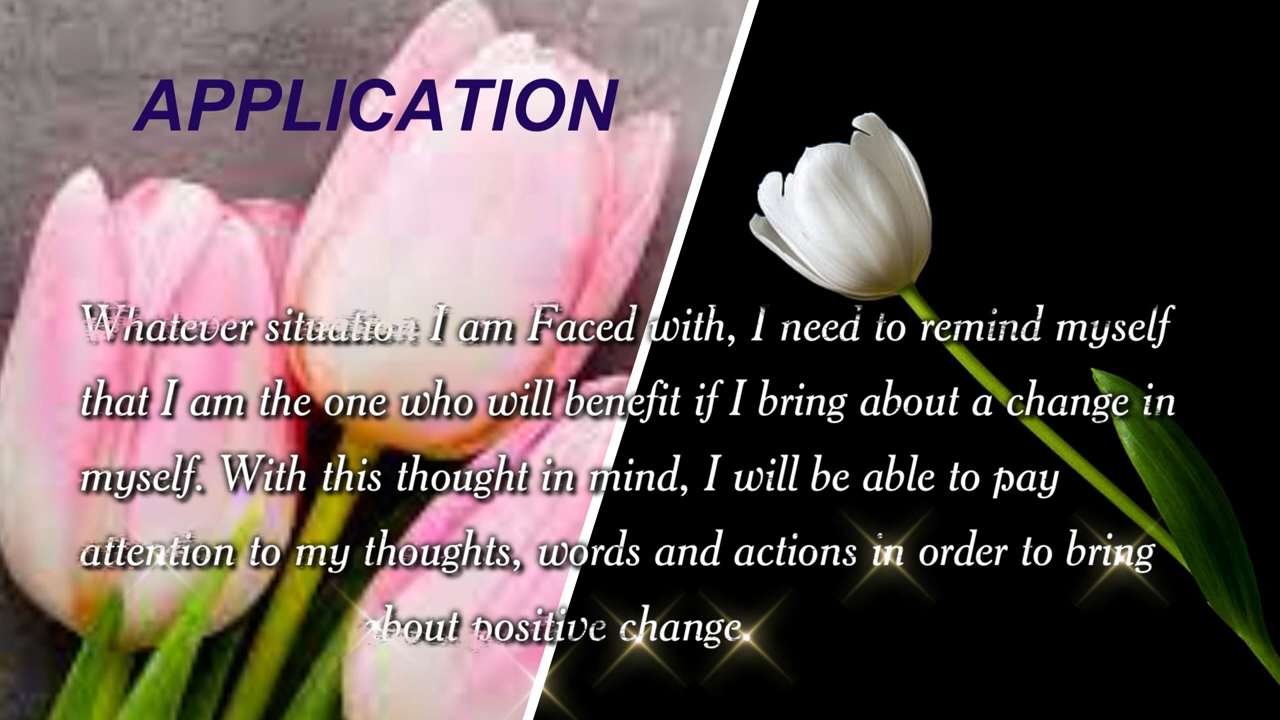 APPLICATION
Whatever situation I am Faced with, I need to remind myself
that I am the one who will benefit if I bring about a change in
myself. With this thought in mind, I will be able to pay
attention to my thoughts, words and actions in order to bring
about positive change.